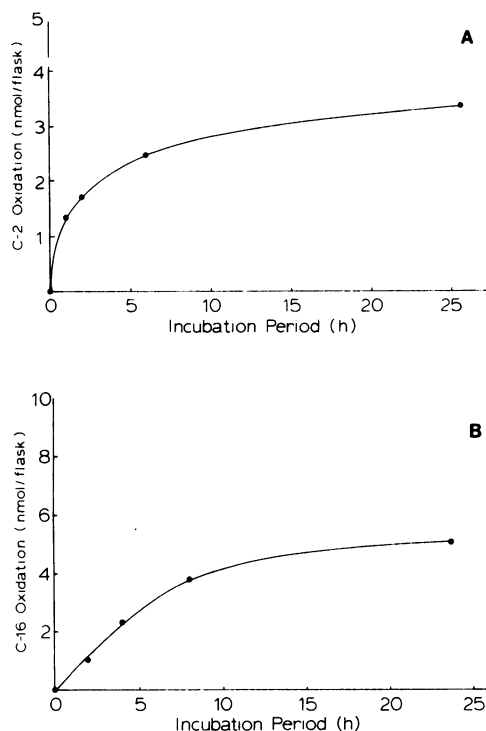 A
C-2 Oxidation (nmol/flask)
5
4
3
2
1
0 5 10 15 20 25
Incubation Period (h)
B
C-16 Oxidation (nmol/flask)
10
8
6
4
2
0 5 10 15 20 25
Incubation Period (h)